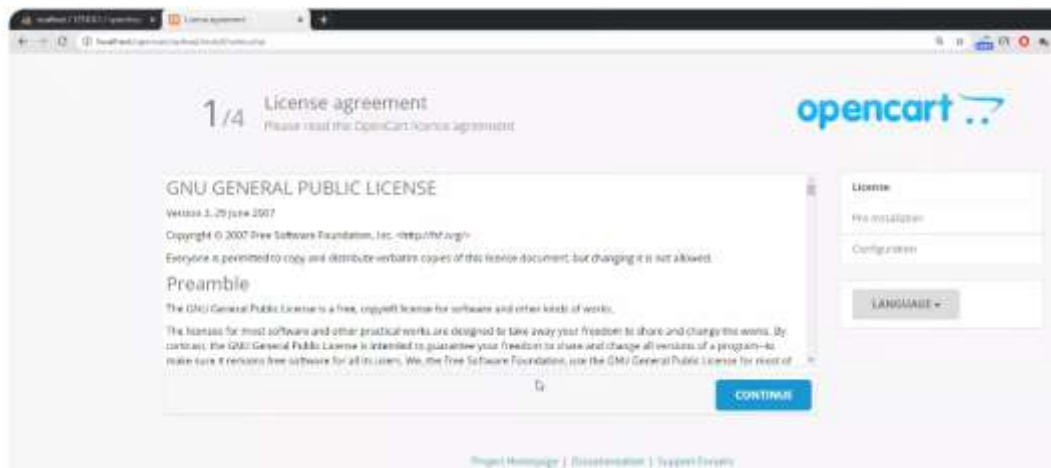 License agreement
1/4
License agreement
Please read the OpenCart licence agreement
opencart
GNU GENERAL PUBLIC LICENSE
Version 3, 29 June 2007
Copyright © 2007 Free Software Foundation, Inc. <http://fsf.org/>
Everyone is permitted to copy and distribute verbatim copies of this license document, but changing it is not allowed.
Preamble
The GNU General Public License is a free, copyleft license for software and other kinds of works.
The licenses for most software and other practical works are designed to take away your freedom to share and change the works. By
contrast, the GNU General Public License is intended to guarantee your freedom to share and change all versions of a program--to
make sure it remains free software for all its users. We, the Free Software Foundation, use the GNU General Public License for most of
CONTINUE
License
Pre-installation
Configuration
LANGUAGE
Project Homepage | Documentation | Support Forums